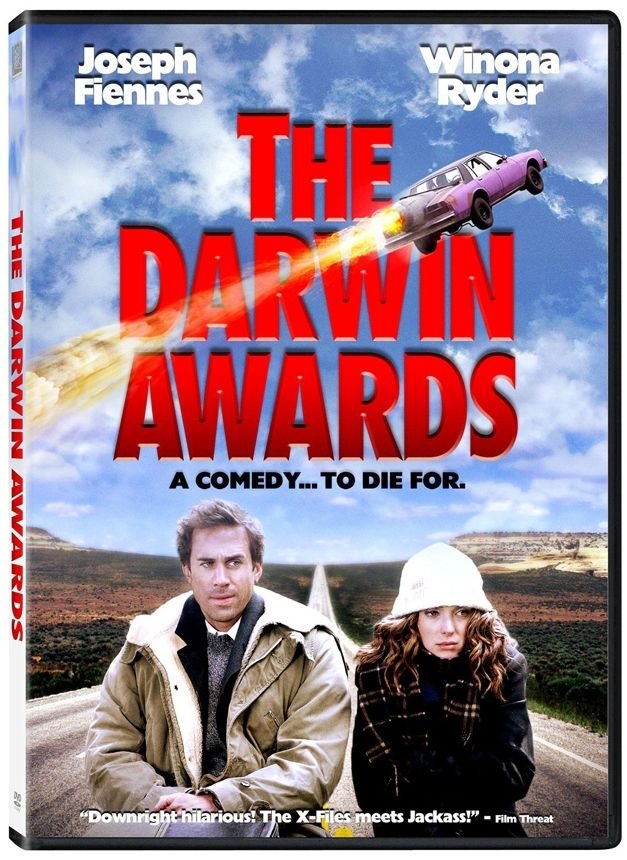 Joseph
Fiennes
Winona
Ryder
THE
DARWIN
AWARDS
A COMEDY... TO DIE FOR.
"Downright hilarious! The X-Files meets Jackass!" - Film Threat
THE DARWIN AWARDS
DVD